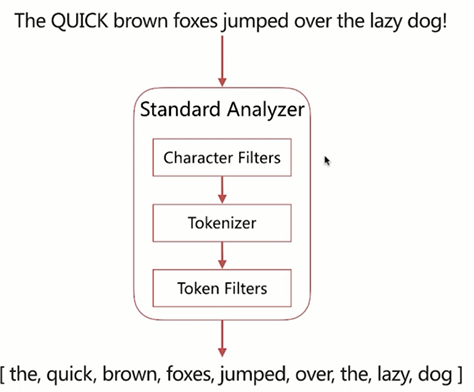 The QUICK brown foxes jumped over the lazy dog!
Standard Analyzer
Character Filters
Tokenizer
Token Filters
[ the, quick, brown, foxes, jumped, over, the, lazy, dog ]